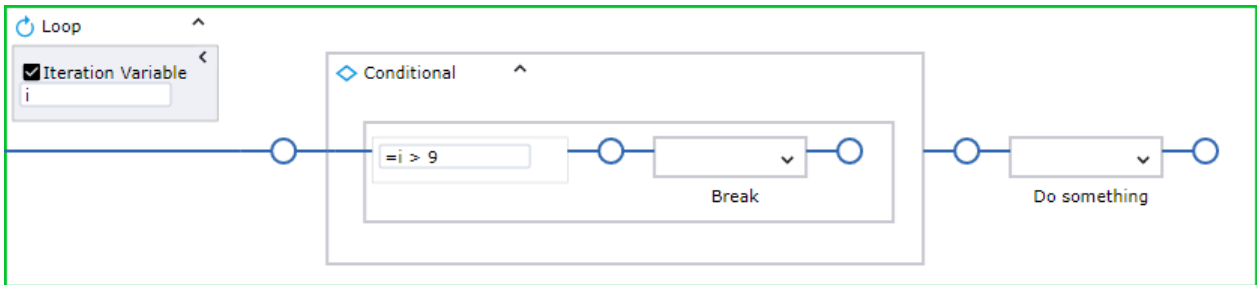 Loop
Iteration Variable
i
Conditional
=i > 9
Break
Do something